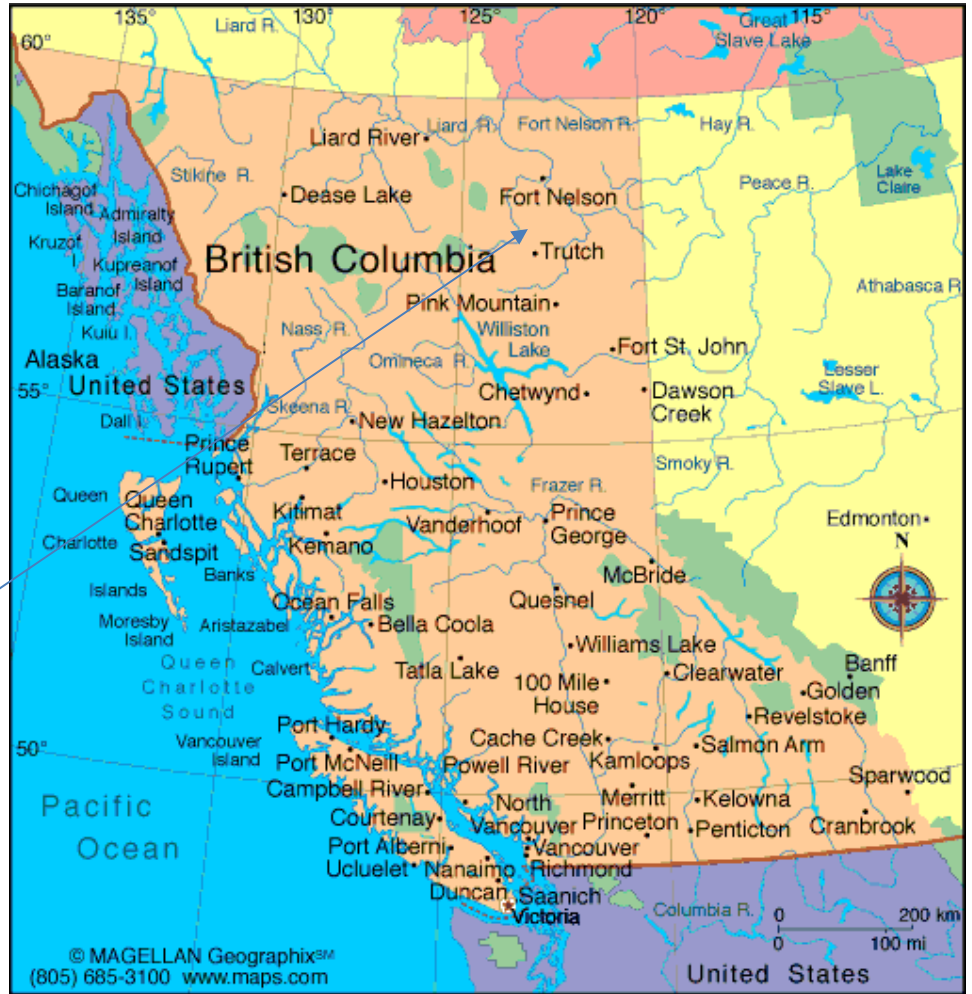 135°
130°
125°
120°
115°
60°
Liard R.
Great
Slave Lake
Liard River
Liard R.
Fort Nelson R.
Hay R.
Stikine R.
Dease Lake
Fort Nelson
Peace R.
Lake
Claire
Chichagof
Island
Admiralty
Island
Kruzof
I.
Kupreanof
Island
Baranof
Island
Kuiu I.
British Columbia
Trutch
Athabasca R.
Pink Mountain
Nass R.
Williston
Lake
Omineca R.
Fort St. John
Alaska
United States
55°
Chetwynd
Dawson
Creek
Lesser
Slave L.
Dall I.
Skeena R.
New Hazelton
Prince
Rupert
Terrace
Smoky R.
Houston
Frazer R.
Queen
Charlotte
Islands
Queen
Charlotte
Sandspit
Kitimat
Kemano
Vanderhoof
Prince
George
Edmonton
N
Banks
McBride
Quesnel
Moresby
Island
Aristazabel
Ocean Falls
Bella Coola
Williams Lake
Queen
Charlotte
Sound
Calvert
Tatla Lake
Clearwater
Banff
100 Mile
House
Golden
Revelstoke
50°
Vancouver
Island
Port Hardy
Port McNeill
Cache Creek
Powell River
Kamloops
Salmon Arm
Sparwood
Campbell River
Merritt
Kelowna
Pacific
Ocean
Courtenay
North
Vancouver
Princeton
Penticton
Cranbrook
Port Alberni
Vancouver
Ucluelet
Nanaimo
Richmond
Duncan
Saanich
Victoria
Columbia R.
0 200 km
0 100 mi
© MAGELLAN Geographix℠
(805) 685-3100 www.maps.com
United States